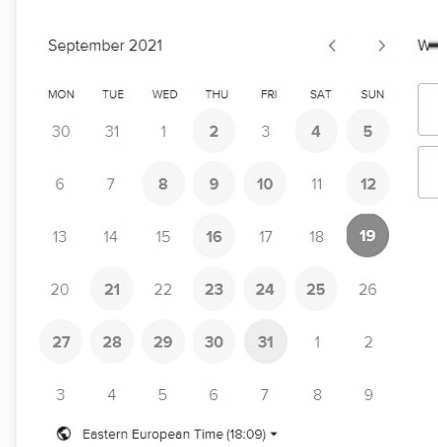 September 2021
MON TUE WED THU FRI SAT SUN
30 31 1 2 3 4 5
6 7 8 9 10 11 12
13 14 15 16 17 18 19
20 21 22 23 24 25 26
27 28 29 30 31 1 2
3 4 5 6 7 8 9
Eastern European Time (18:09)